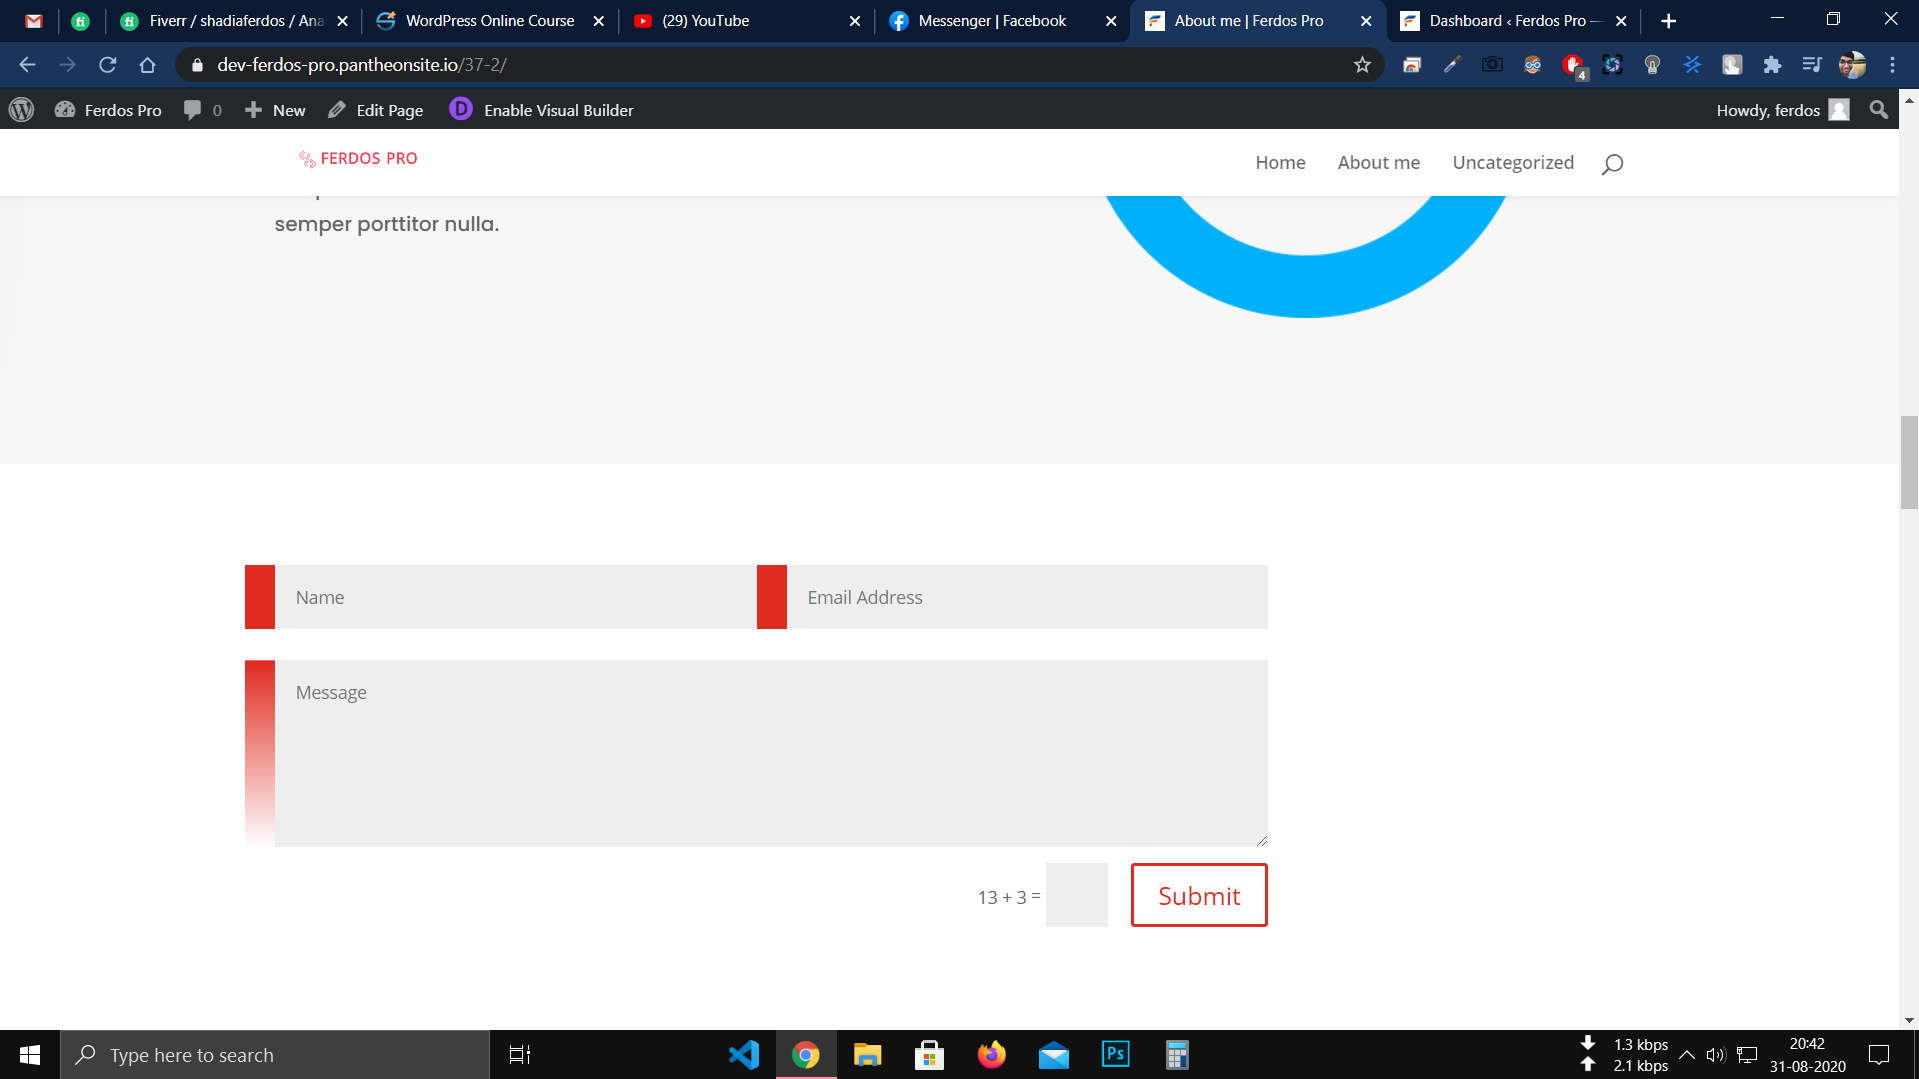 Fiverr / shadiaferdos / Ana
WordPress Online Course
(29) YouTube
Messenger | Facebook
About me | Ferdos Pro
Dashboard ‹ Ferdos Pro —
dev-ferdos-pro.pantheonsite.io/37-2/
4
Ferdos Pro
0
New
Edit Page
D
Enable Visual Builder
Howdy, ferdos
FERDOS PRO
Home
About me
Uncategorized
semper porttitor nulla.
Name
Email Address
Message
13 + 3 =
Submit
Type here to search
Ps
1.3 kbps
2.1 kbps
20:42
31-08-2020